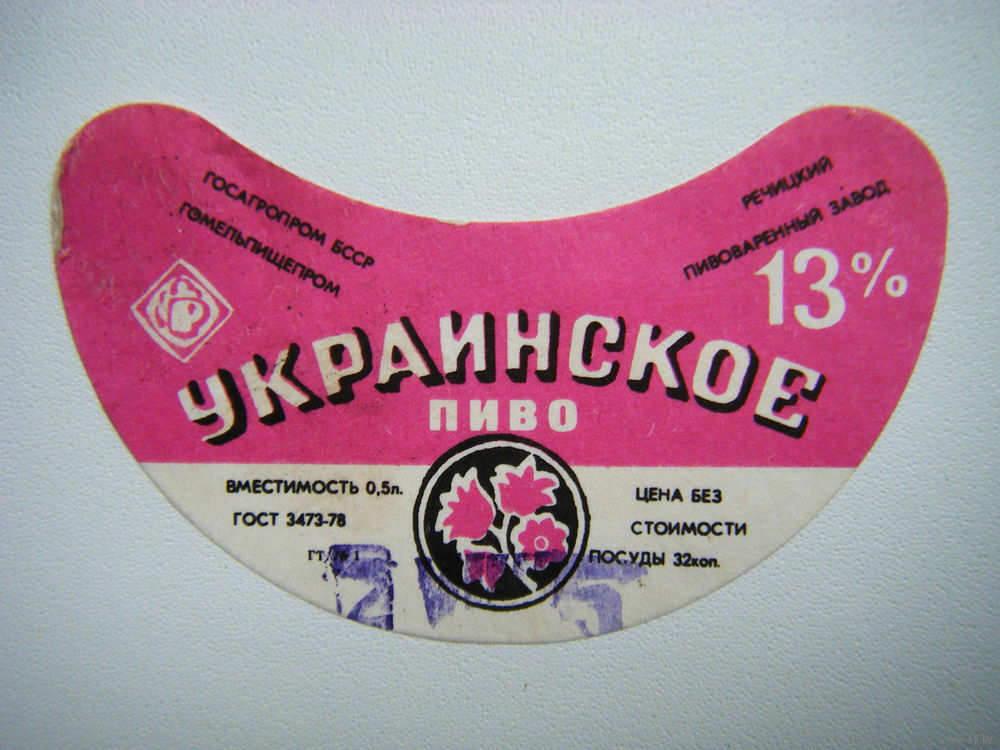 ГОСАГРОПРОМ БССР
ГОМЕЛЬПИЩЕПРОМ
РЕЧИЦКИЙ
ПИВОВАРЕННЫЙ ЗАВОД
13%
УКРАИНСКОЕ
ПИВО
ВМЕСТИМОСТЬ 0,5л.
ГОСТ 3473-78
ЦЕНА БЕЗ
СТОИМОСТИ
ПОСУДЫ 32коп.